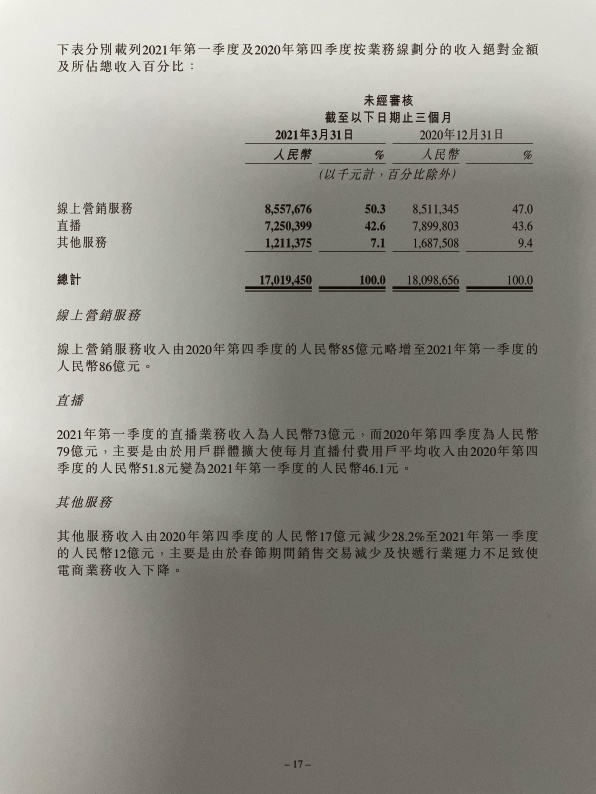 下表分別載列2021年第一季度及2020年第四季度按業務線劃分的收入絕對金額
及所佔總收入百分比：
未經審核
截至以下日期止三個月
2021年3月31日 2020年12月31日
人民幣 % 人民幣 %
(以千元計，百分比除外)
線上營銷服務 8,557,676 50.3 8,511,345 47.0
直播 7,250,399 42.6 7,899,803 43.6
其他服務 1,211,375 7.1 1,687,508 9.4
總計 17,019,450 100.0 18,098,656 100.0
線上營銷服務
線上營銷服務收入由2020年第四季度的人民幣85億元略增至2021年第一季度的
人民幣86億元。
直播
2021年第一季度的直播業務收入為人民幣73億元，而2020年第四季度為人民幣
79億元，主要是由於用戶群體擴大使每月直播付費用戶平均收入由2020年第四
季度的人民幣51.8元變為2021年第一季度的人民幣46.1元。
其他服務
其他服務收入由2020年第四季度的人民幣17億元減少28.2%至2021年第一季度
的人民幣12億元，主要是由於春節期間銷售交易減少及快遞行業運力不足致使
電商業務收入下降。
– 17 –